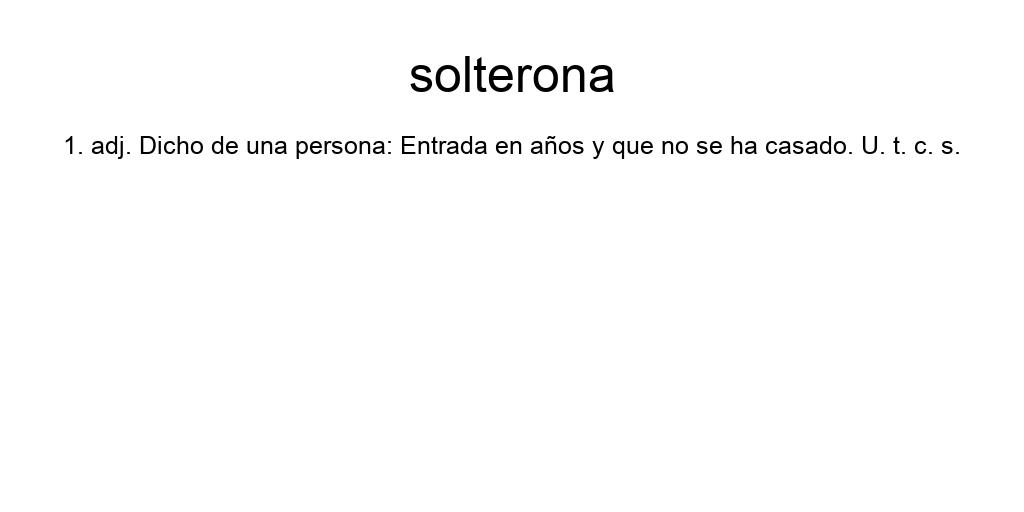 solterona
1. adj. Dicho de una persona: Entrada en años y que no se ha casado. U. t. c. s.